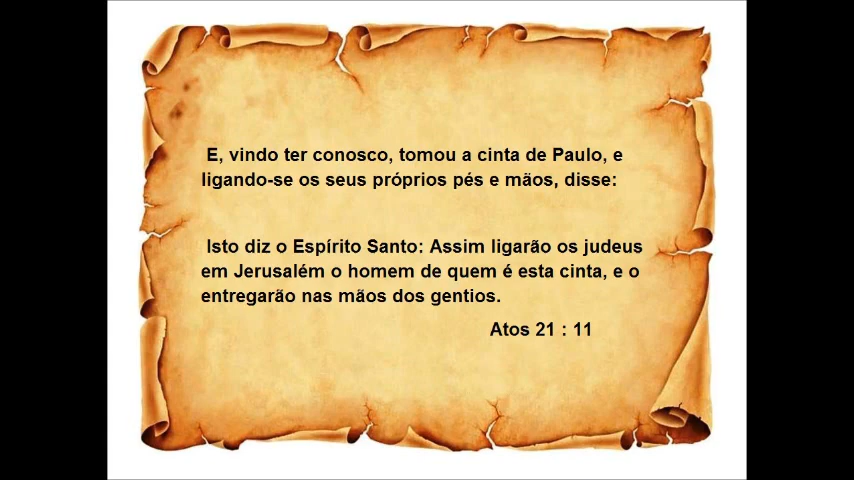 E, vindo ter conosco, tomou a cinta de Paulo, e
ligando-se os seus próprios pés e mãos, disse:
Isto diz o Espírito Santo: Assim ligarão os judeus
em Jerusalém o homem de quem é esta cinta, e o
entregarão nas mãos dos gentios.
Atos 21 : 11